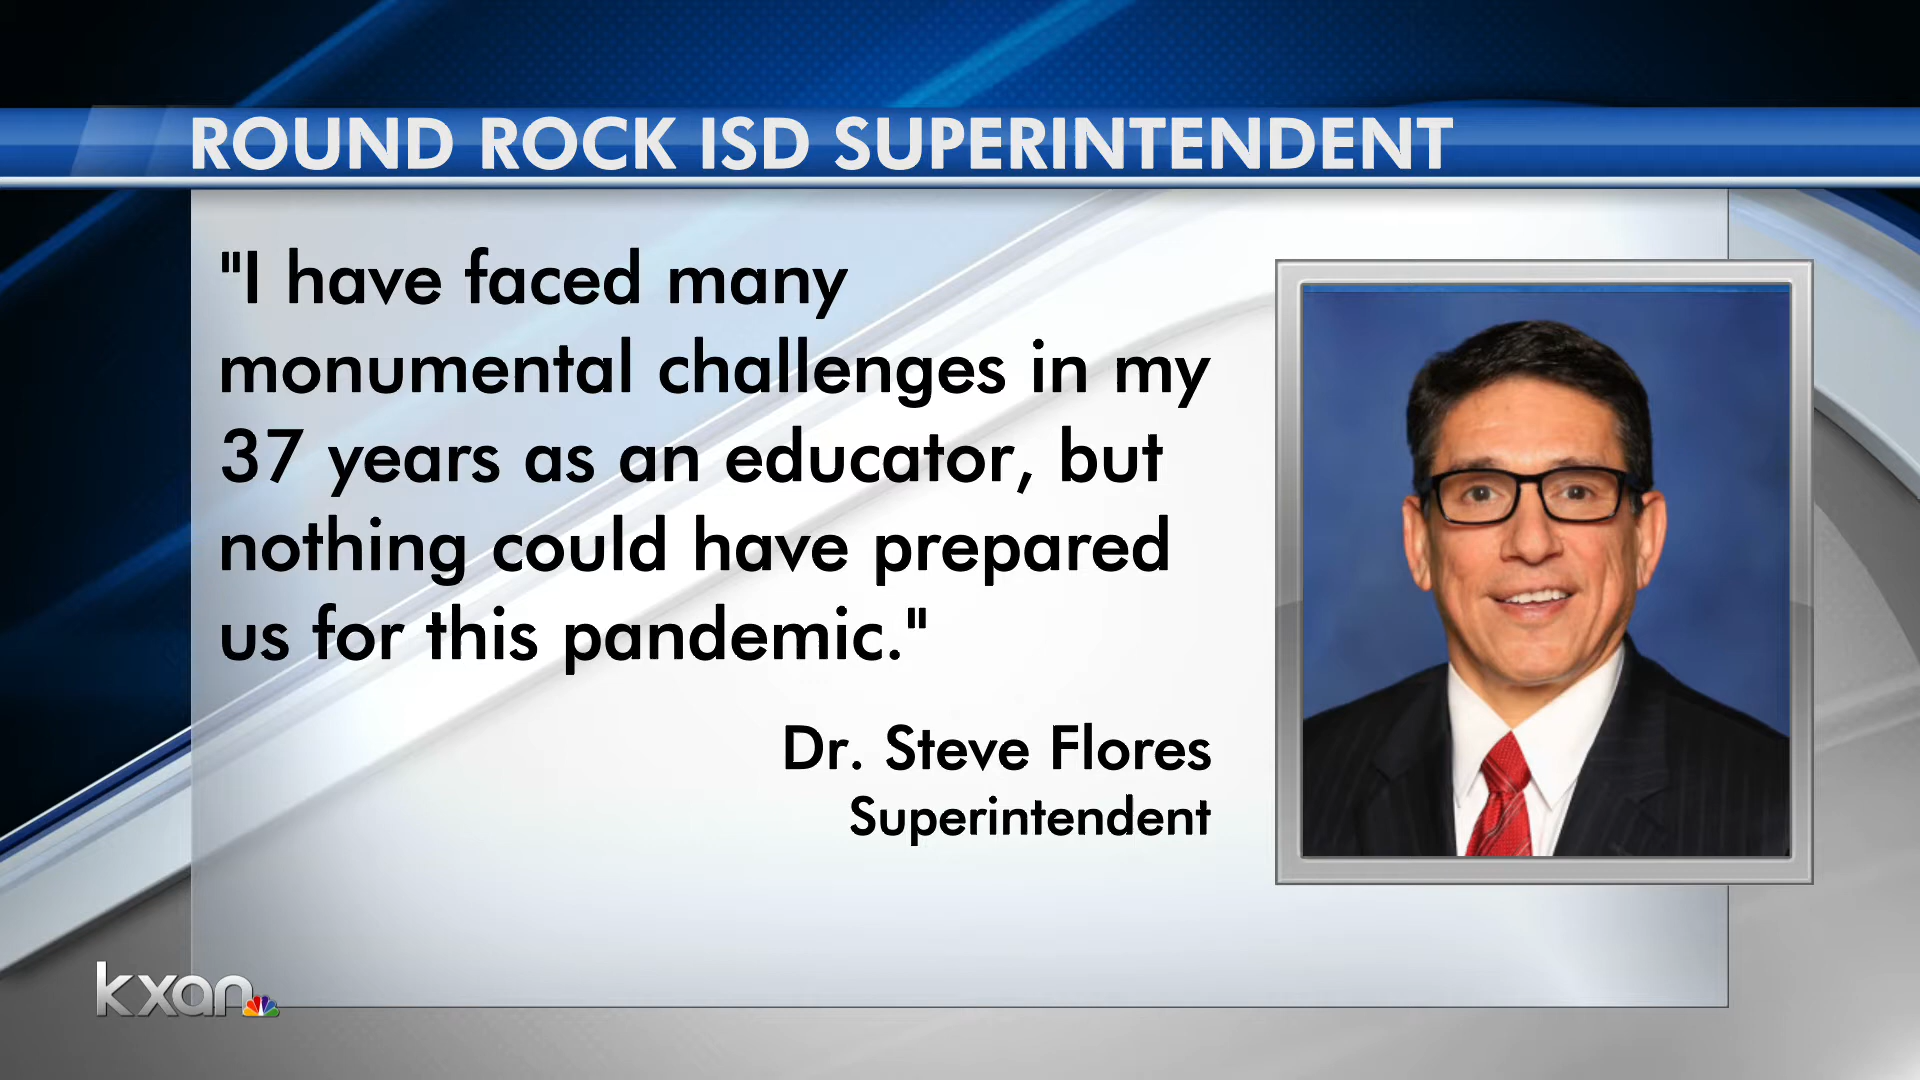 ROUND ROCK ISD SUPERINTENDENT
"I have faced many
monumental challenges in my
37 years as an educator, but
nothing could have prepared
us for this pandemic."
Dr. Steve Flores
Superintendent
kxan